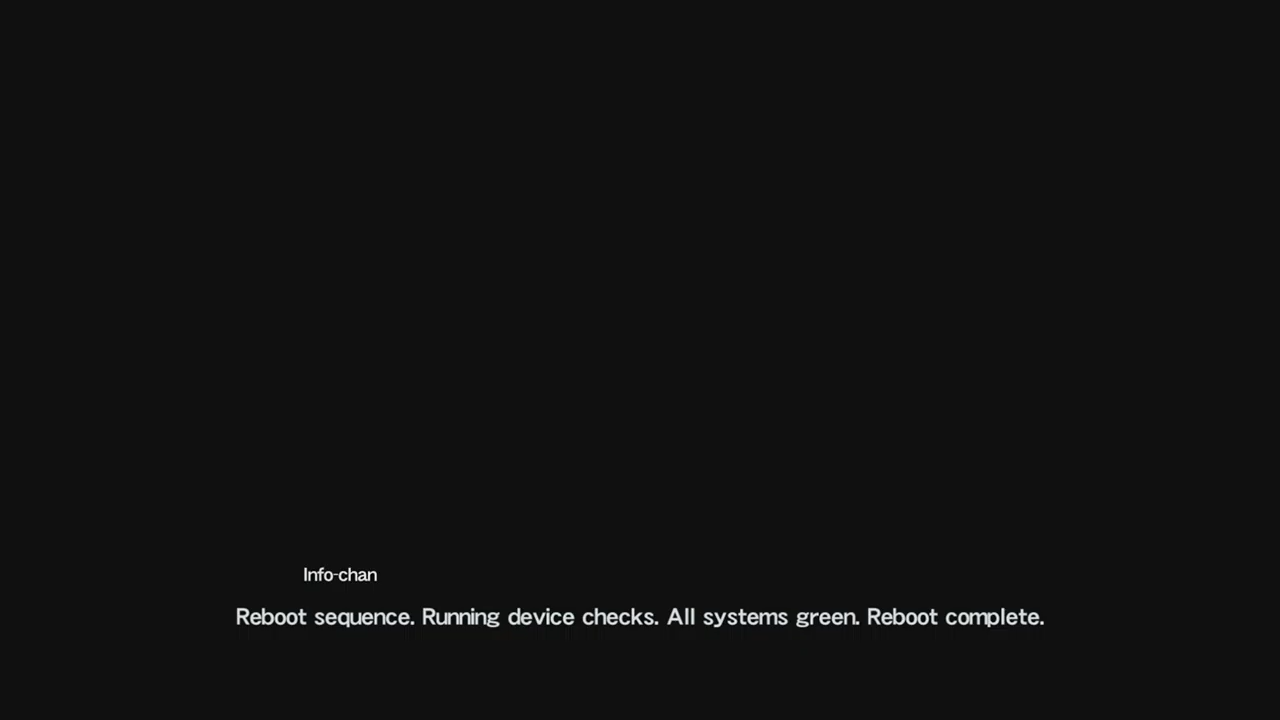 Info-chan
Reboot sequence. Running device checks. All systems green. Reboot complete.